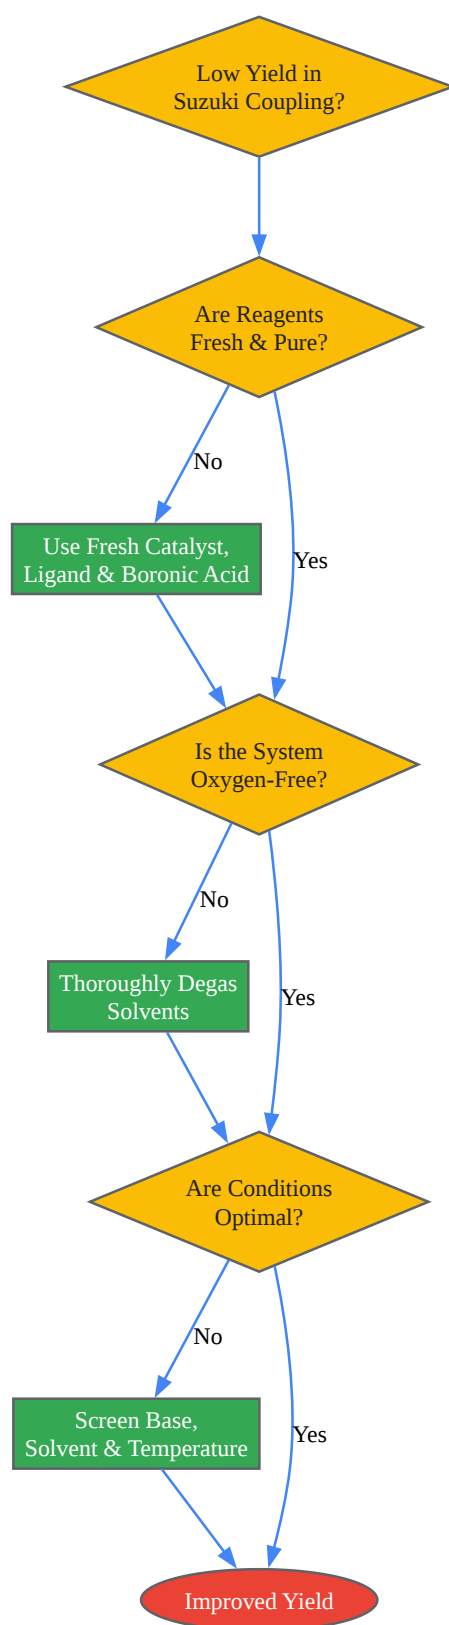 Low Yield in
Suzuki Coupling?
Are Reagents
Fresh & Pure?
No
Use Fresh Catalyst,
Ligand & Boronic Acid
Yes
Is the System
Oxygen-Free?
No
Thoroughly Degas
Solvents
Yes
Are Conditions
Optimal?
No
Screen Base,
Solvent & Temperature
Yes
Improved Yield